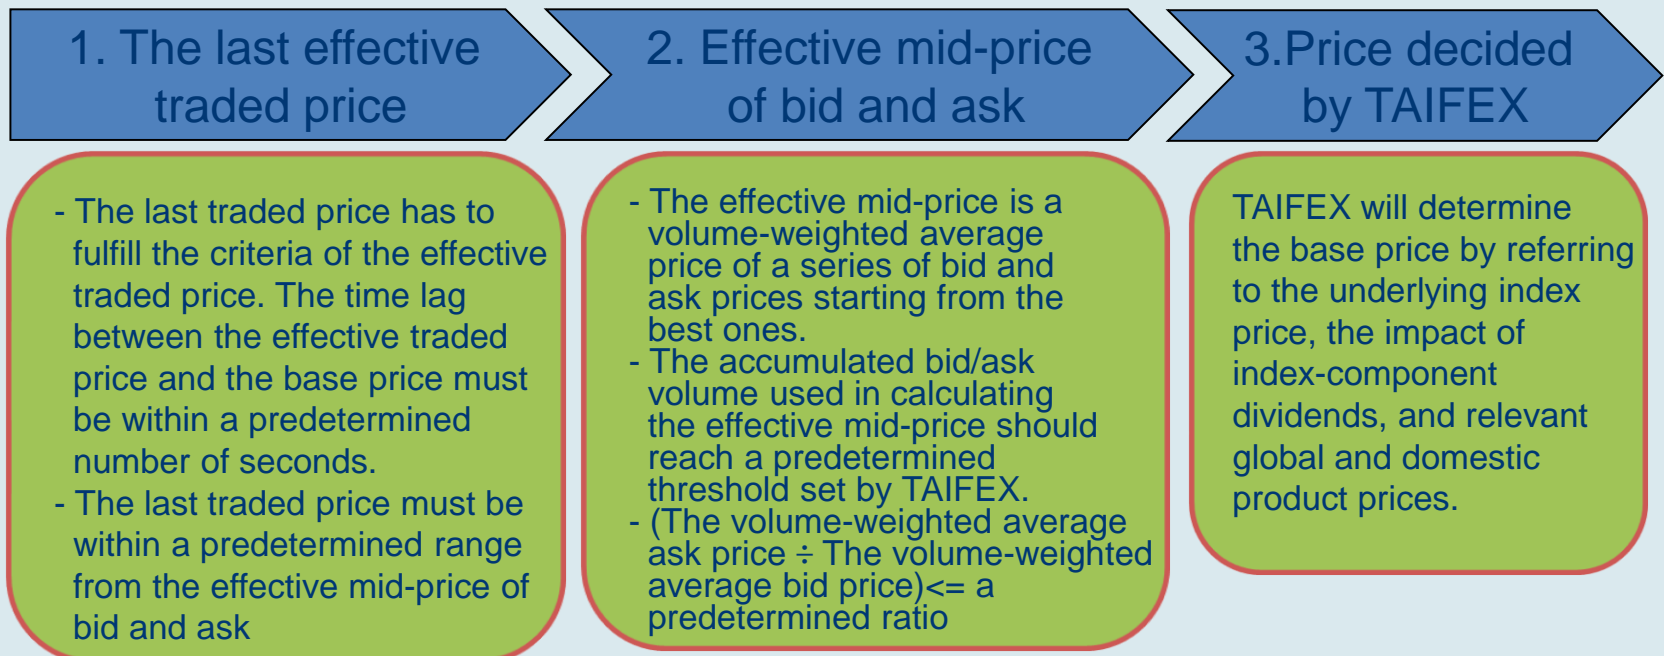 1. The last effective
traded price
2. Effective mid-price
of bid and ask
3.Price decided
by TAIFEX
- The last traded price has to
fulfill the criteria of the effective
traded price. The time lag
between the effective traded
price and the base price must
be within a predetermined
number of seconds.
- The last traded price must be
within a predetermined range
from the effective mid-price of
bid and ask
- The effective mid-price is a
volume-weighted average
price of a series of bid and
ask prices starting from the
best ones.
- The accumulated bid/ask
volume used in calculating
the effective mid-price should
reach a predetermined
threshold set by TAIFEX.
- (The volume-weighted average
ask price ÷ The volume-weighted
average bid price)<= a
predetermined ratio
TAIFEX will determine
the base price by referring
to the underlying index
price, the impact of
index-component
dividends, and relevant
global and domestic
product prices.